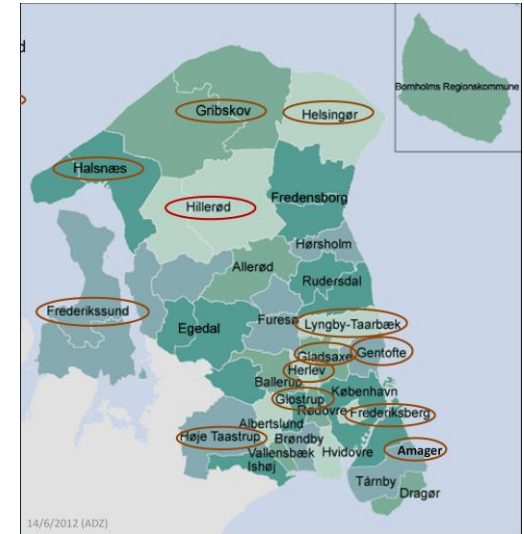 d
Bornholms Regionskommune
Gribskov
Helsingør
Halsnæs
Hillerød
Fredensborg
Hørsholm
Allerød
Rudersdal
Frederikssund
Egedal
Furesø
Lyngby-Taarbæk
Gladsaxe
Gentofte
Herlev
Ballerup
København
Glostrup
Rødovre
Frederiksberg
Albertslund
Høje Taastrup
Brøndby
Vallensbæk
Hvidovre
Amager
Ishøj
Tårnby
Dragør
14/6/2012 (ADZ)